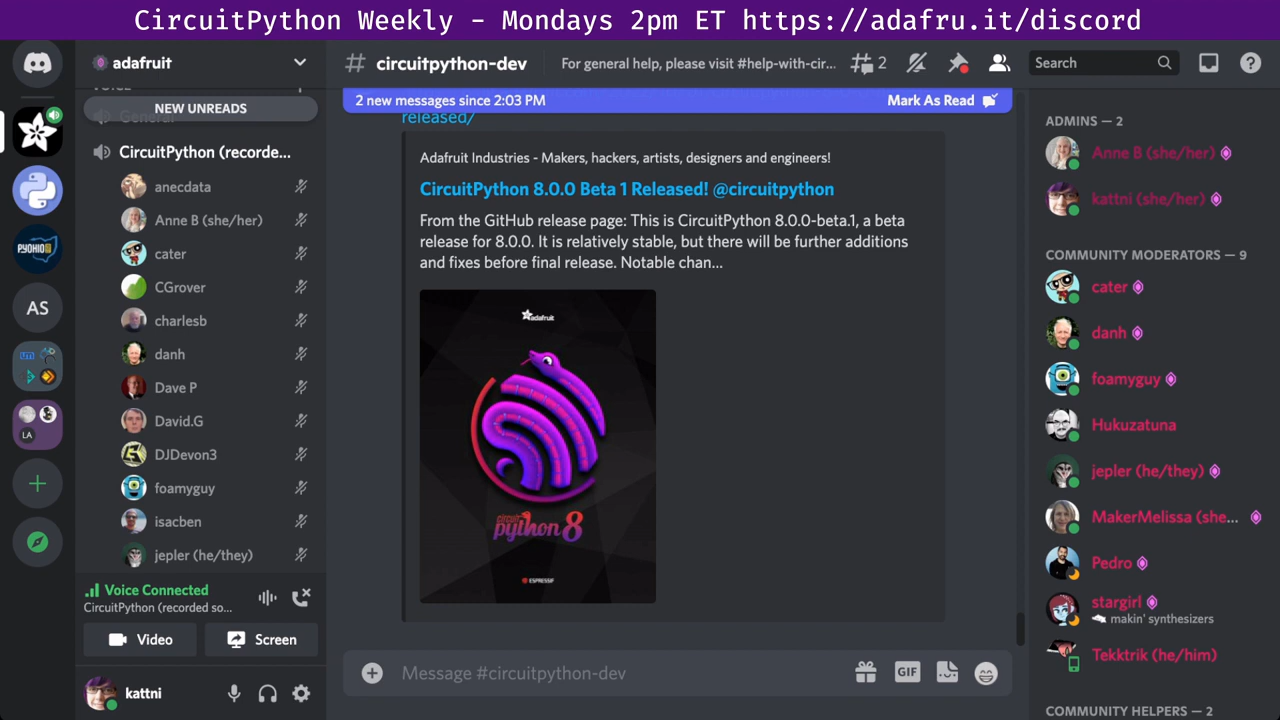 CircuitPython Weekly - Mondays 2pm ET https://adafru.it/discord
adafruit
NEW UNREADS
General
CircuitPython (recorde...
anecdata
Anne B (she/her)
cater
CGrover
charlesb
danh
Dave P
David.G
DJDevon3
foamyguy
isacben
jepler (he/they)
Voice Connected
CircuitPython (recorded so...
Video
Screen
kattni
PYOHIO
AS
um
LA
# circuitpython-dev
For general help, please visit #help-with-cir...
2
Search
2 new messages since 2:03 PM
Mark As Read
released/
Adafruit Industries - Makers, hackers, artists, designers and engineers!
CircuitPython 8.0.0 Beta 1 Released! @circuitpython
From the GitHub release page: This is CircuitPython 8.0.0-beta.1, a beta
release for 8.0.0. It is relatively stable, but there will be further additions
and fixes before final release. Notable chan...
adafruit
circuit
python 8
ESPRESSIF
Message #circuitpython-dev
GIF
ADMINS — 2
Anne B (she/her)
kattni (she/her)
COMMUNITY MODERATORS — 9
cater
danh
foamyguy
Hukuzatuna
jepler (he/they)
MakerMelissa (she...
Pedro
stargirl
makin' synthesizers
Tekktrik (he/him)
COMMUNITY HELPERS — 2